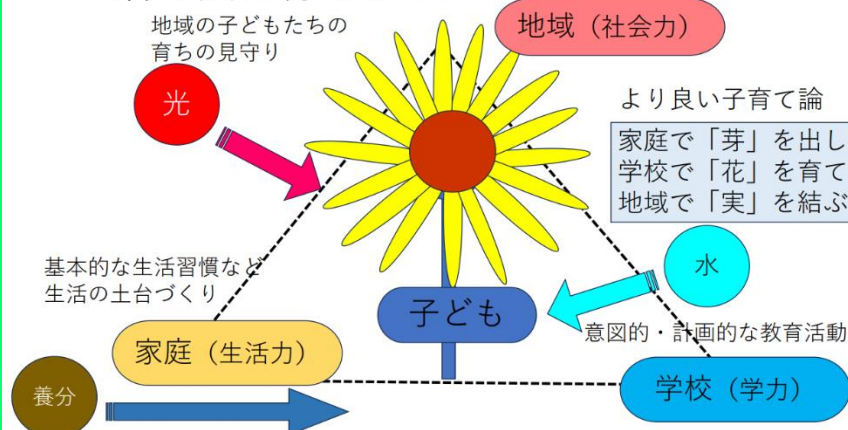 地域の子どもたちの
育ちの見守り
地域（社会力）
光
より良い子育て論
家庭で「芽」を出し
学校で「花」を育て
地域で「実」を結ぶ
水
基本的な生活習慣など
生活の土台づくり
子ども
意図的・計画的な教育活動
家庭（生活力）
学校（学力）
養分